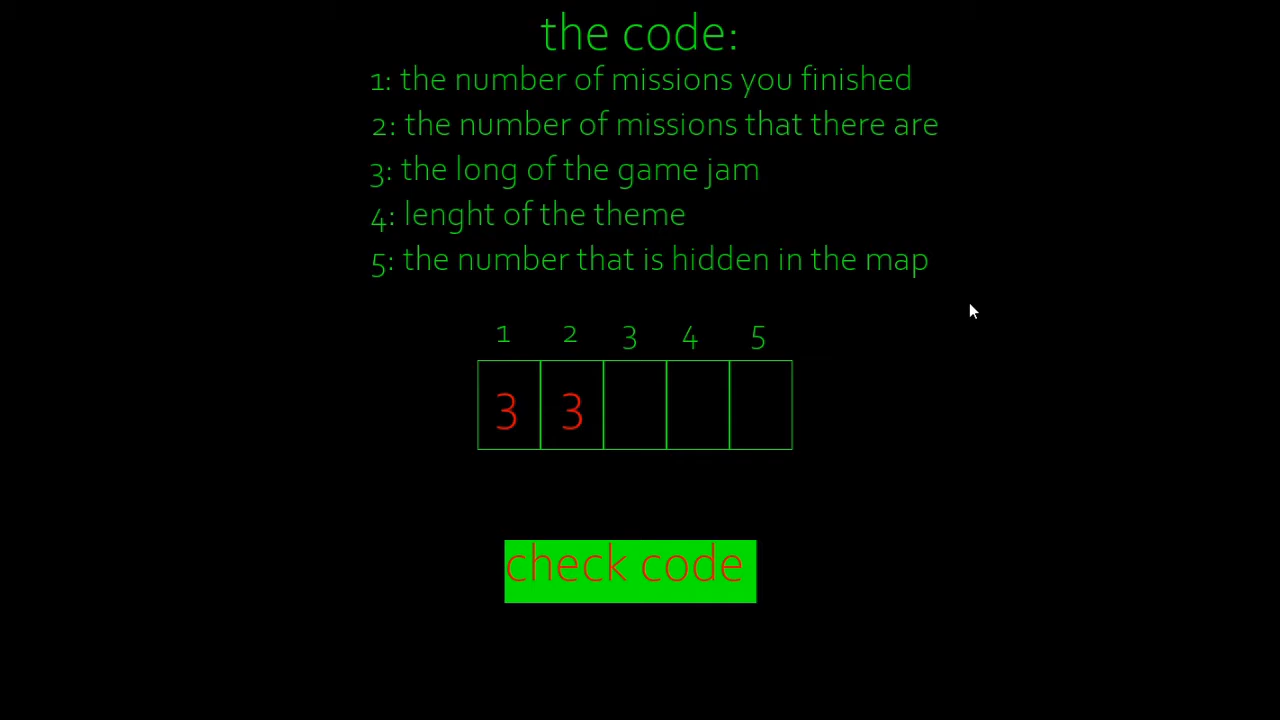 the code:
1: the number of missions you finished
2: the number of missions that there are
3: the long of the game jam
4: lenght of the theme
5: the number that is hidden in the map
1 2 3 4 5
3 3
check code